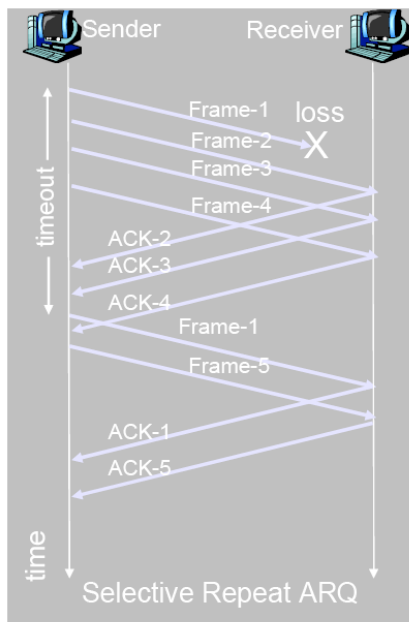 Sender
Receiver
Frame-1
loss
X
Frame-2
Frame-3
Frame-4
timeout
ACK-2
ACK-3
ACK-4
Frame-1
Frame-5
ACK-1
ACK-5
time
Selective Repeat ARQ